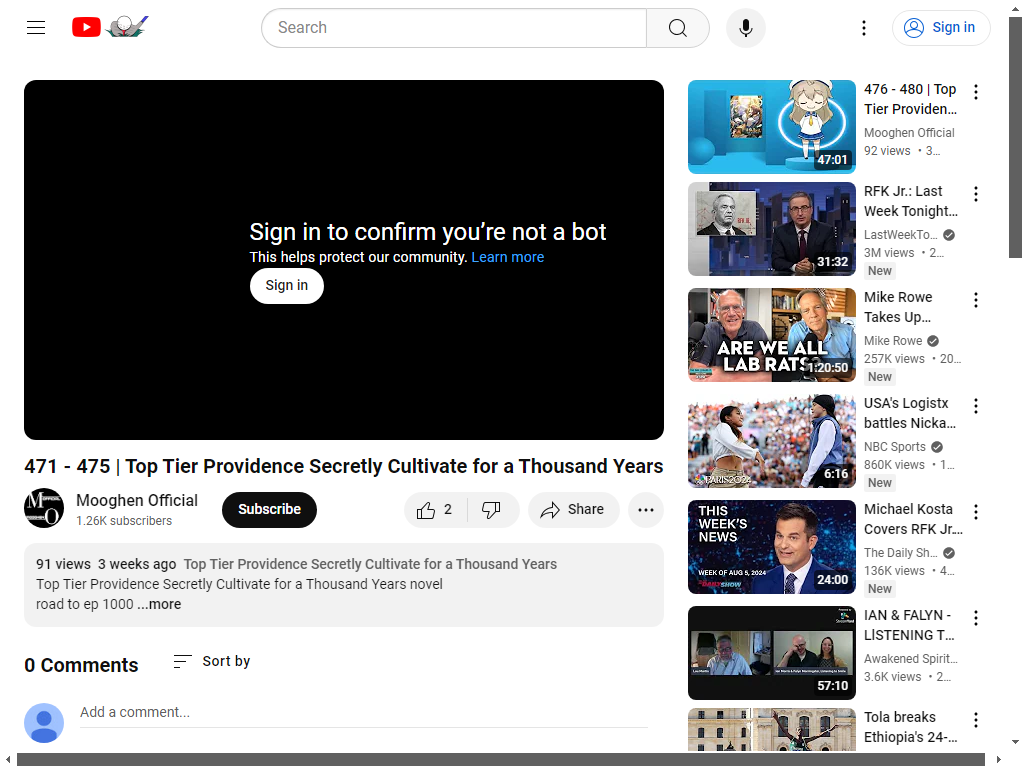 Search
Sign in
Sign in to confirm you’re not a bot
This helps protect our community. Learn more
Sign in
471 - 475 | Top Tier Providence Secretly Cultivate for a Thousand Years
Mooghen Official
1.26K subscribers
Subscribe
2
Share
91 views 3 weeks ago Top Tier Providence Secretly Cultivate for a Thousand Years
Top Tier Providence Secretly Cultivate for a Thousand Years novel
road to ep 1000 ...more
0 Comments
Sort by
Add a comment...
47:01
476 - 480 | Top
Tier Providen...
Mooghen Official
92 views • 3...
31:32
RFK Jr.: Last
Week Tonight...
LastWeekTo...
3M views • 2...
New
ARE WE ALL
LAB RATS?
1:20:50
Mike Rowe
Takes Up...
Mike Rowe
257K views • 20...
New
PARIS2024
6:16
USA's Logistx
battles Nicka...
NBC Sports
860K views • 1...
New
THIS
WEEK'S
NEWS
WEEK OF AUG 5, 2024
24:00
Michael Kosta
Covers RFK Jr....
The Daily Sh...
136K views • 4...
New
57:10
IAN & FALYN -
LISTENING T...
Awakened Spirit...
3.6K views • 2...
Tola breaks
Ethiopia's 24-...